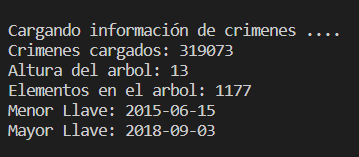 Cargando información de crimenes ....
Crimenes cargados: 319073
Altura del arbol: 13
Elementos en el arbol: 1177
Menor Llave: 2015-06-15
Mayor Llave: 2018-09-03